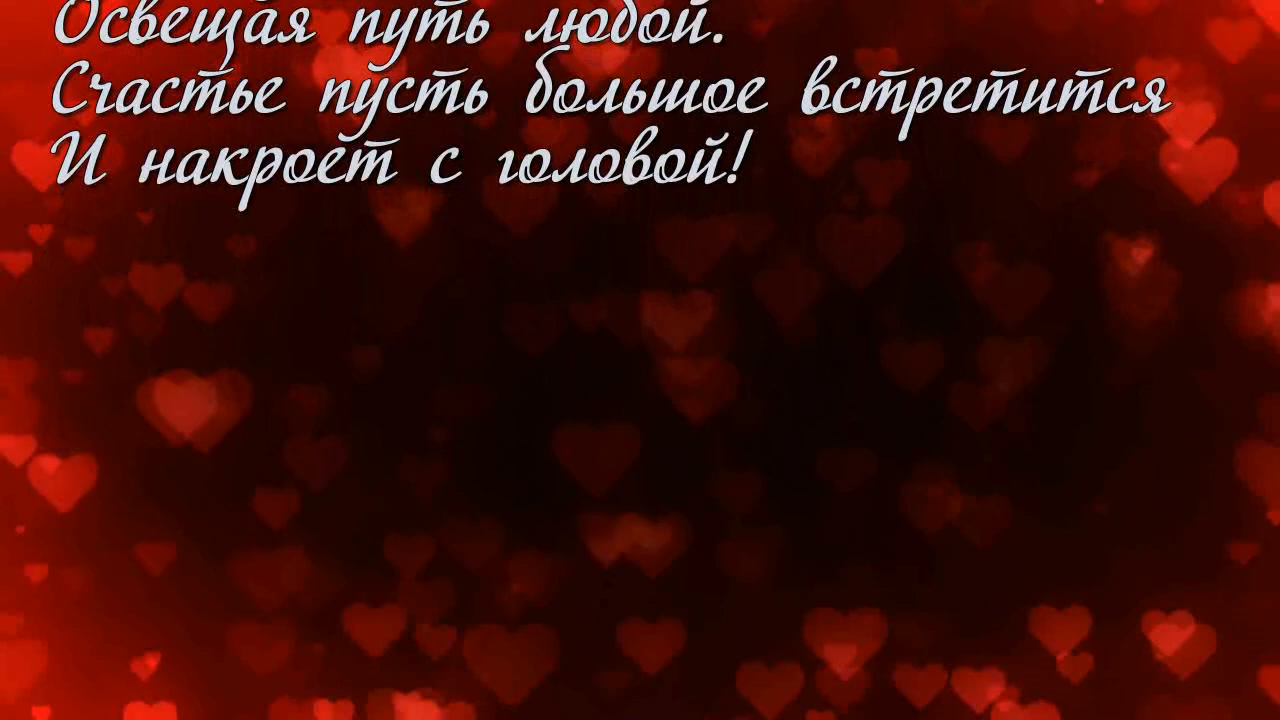 Освещая путь любой.
Счастье пусть большое встретится
И накроет с головой!